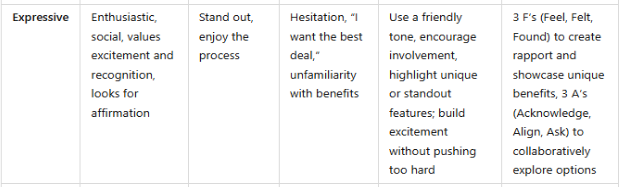 Expressive
Enthusiastic,
social, values
excitement and
recognition,
looks for
affirmation
Stand out,
enjoy the
process
Hesitation, “I
want the best
deal,”
unfamiliarity
with benefits
Use a friendly
tone, encourage
involvement,
highlight unique
or standout
features; build
excitement
without pushing
too hard
3 F’s (Feel, Felt,
Found) to create
rapport and
showcase unique
benefits, 3 A’s
(Acknowledge,
Align, Ask) to
collaboratively
explore options